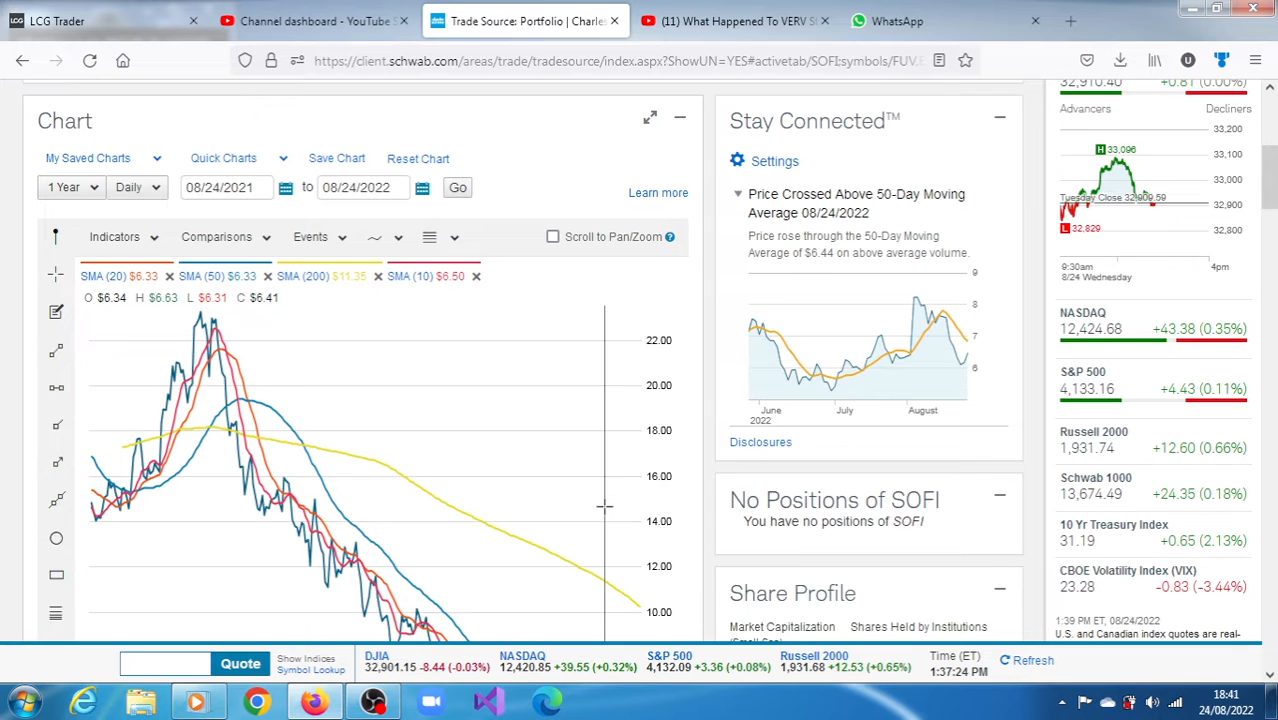 LCG Trader
Channel dashboard - YouTube S
Trade Source: Portfolio | Charles
(11) What Happened To VERV S
WhatsApp
https://client.schwab.com/areas/trade/tradesource/index.aspx?ShowUN=YES#activetab/SOFI:symbols/FUV.
Chart
My Saved Charts
Quick Charts
Save Chart
Reset Chart
1 Year
Daily
08/24/2021
to
08/24/2022
Go
Learn more
Indicators
Comparisons
Events
Scroll to Pan/Zoom
SMA (20) $6.33
SMA (50) $6.33
SMA (200) $11.35
SMA (10) $6.50
O $6.34 H $6.63 L $6.31 C $6.41
22.00
20.00
18.00
16.00
14.00
12.00
10.00
Stay Connected™
Settings
Price Crossed Above 50-Day Moving
Average 08/24/2022
Price rose through the 50-Day Moving
Average of $6.44 on above average volume.
9
8
7
6
June
2022
July
August
Disclosures
No Positions of SOFI
You have no positions of SOFI
Share Profile
Market Capitalization
Shares Held by Institutions
32,910.40 +0.81 (0.00%)
Advancers
Decliners
33,200
H 33,096
33,100
33,000
Tuesday Close 32,909.59
32,900
L 32,829
32,800
9:30am
4pm
8/24 Wednesday
NASDAQ
12,424.68 +43.38 (0.35%)
S&P 500
4,133.16 +4.43 (0.11%)
Russell 2000
1,931.74 +12.60 (0.66%)
Schwab 1000
13,674.49 +24.35 (0.18%)
10 Yr Treasury Index
31.19 +0.65 (2.13%)
CBOE Volatility Index (VIX)
23.28 -0.83 (-3.44%)
1:39 PM ET, 08/24/2022
U.S. and Canadian index quotes are real-
Quote
Show Indices
Symbol Lookup
DJIA
32,901.15 -8.44 (-0.03%)
NASDAQ
12,420.85 +39.55 (+0.32%)
S&P 500
4,132.09 +3.36 (+0.08%)
Russell 2000
1,931.68 +12.53 (+0.65%)
Time (ET)
1:37:24 PM
Refresh
18:41
24/08/2022